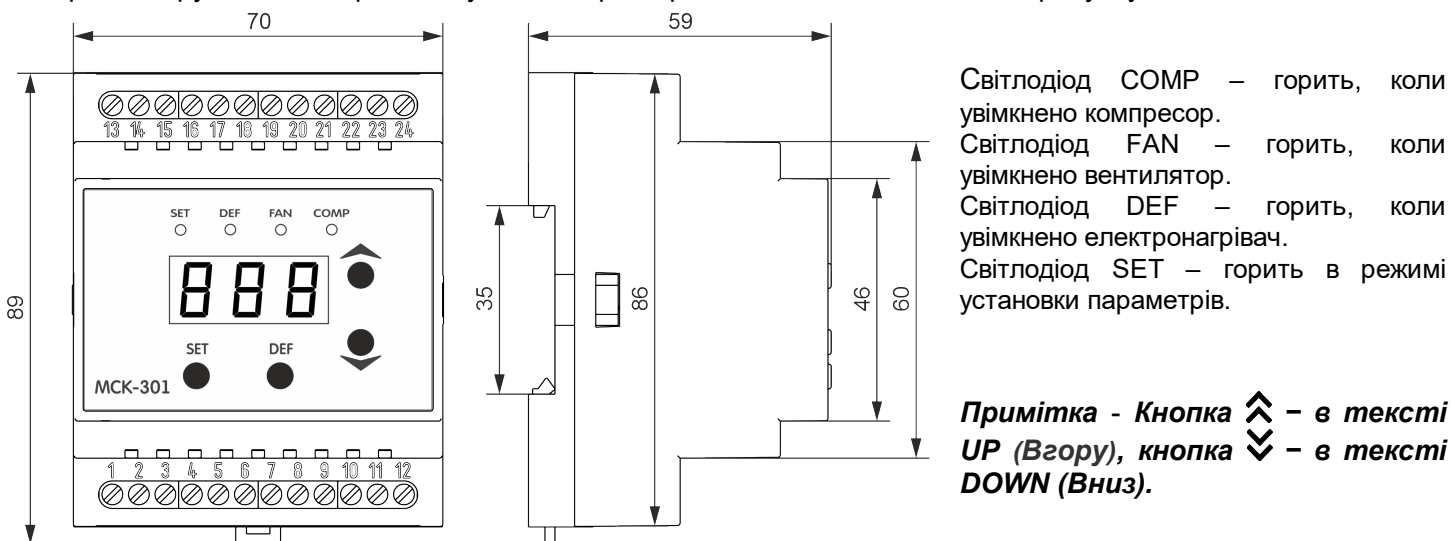 70
59
13 14 15 16 17 18 19 20 21 22 23 24
SET DEF FAN COMP
888
SET DEF
MCK-301
1 2 3 4 5 6 7 8 9 10 11 12
89
35
86
46
60
Світлодіод COMP – горить, коли
увімкнено компресор.
Світлодіод FAN – горить, коли
увімкнено вентилятор.
Світлодіод DEF – горить, коли
увімкнено електронагрівач.
Світлодіод SET – горить в режимі
установки параметрів.
Примітка - Кнопка – в тексті
UP (Вгору), кнопка – в тексті
DOWN (Вниз).